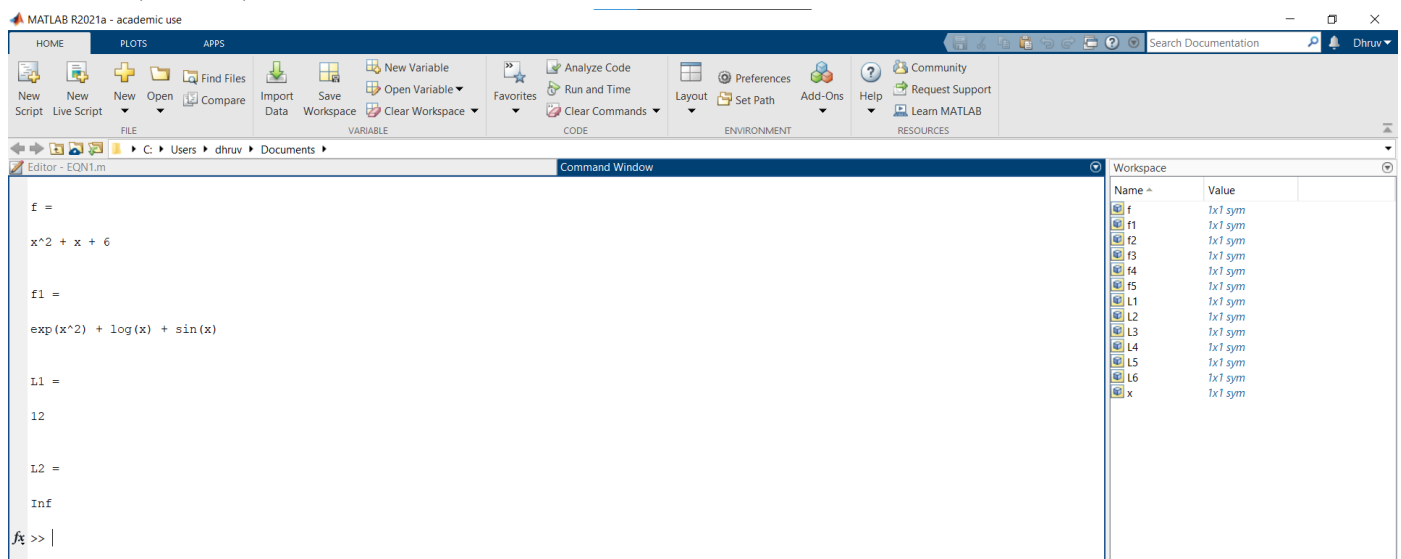 MATLAB R2021a - academic use
HOME PLOTS APPS Search Documentation Dhruv
New Script New Live Script New Open Find Files Compare Import Data Save Workspace New Variable Open Variable Clear Workspace Favorites Analyze Code Run and Time Clear Commands Layout Preferences Set Path Add-Ons Help Community Request Support Learn MATLAB
FILE VARIABLE CODE ENVIRONMENT RESOURCES
C: Users dhruv Documents
Editor - EQN1.m Command Window Workspace
f =
x^2 + x + 6
f1 =
exp(x^2) + log(x) + sin(x)
L1 =
12
L2 =
Inf
fx >>
Name Value
f 1x1 sym
f1 1x1 sym
f2 1x1 sym
f3 1x1 sym
f4 1x1 sym
f5 1x1 sym
L1 1x1 sym
L2 1x1 sym
L3 1x1 sym
L4 1x1 sym
L5 1x1 sym
L6 1x1 sym
x 1x1 sym